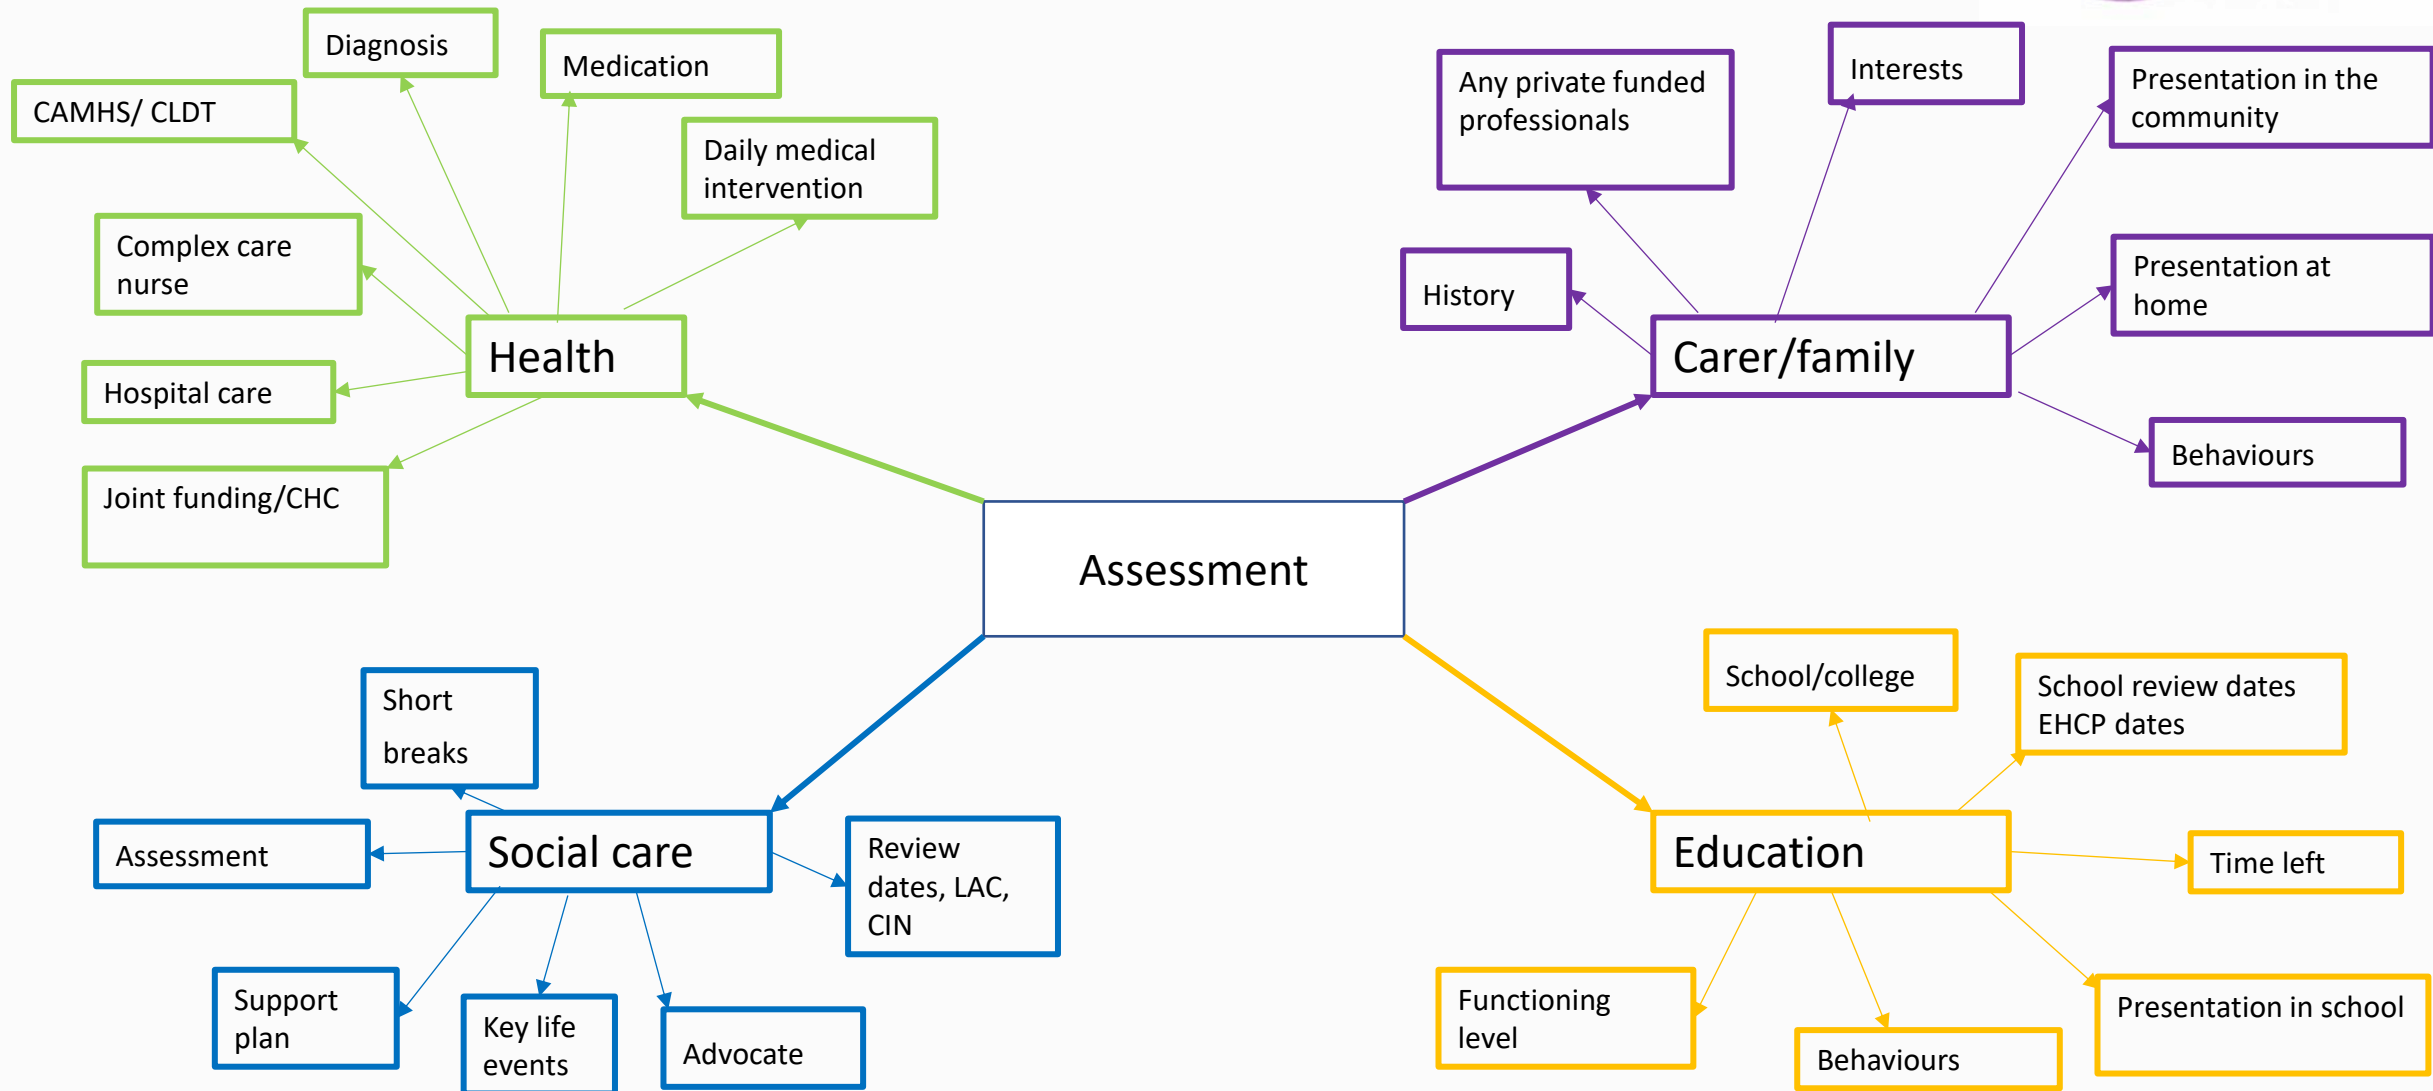 Diagnosis
Medication
CAMHS/ CLDT
Daily medical
intervention
Complex care
nurse
Health
Hospital care
Joint funding/CHC
Any private funded
professionals
Interests
Presentation in the
community
History
Presentation at
home
Carer/family
Behaviours
Assessment
Short
breaks
Assessment
Social care
Review
dates, LAC,
CIN
Support
plan
Key life
events
Advocate
School/college
School review dates
EHCP dates
Education
Time left
Functioning
level
Behaviours
Presentation in school